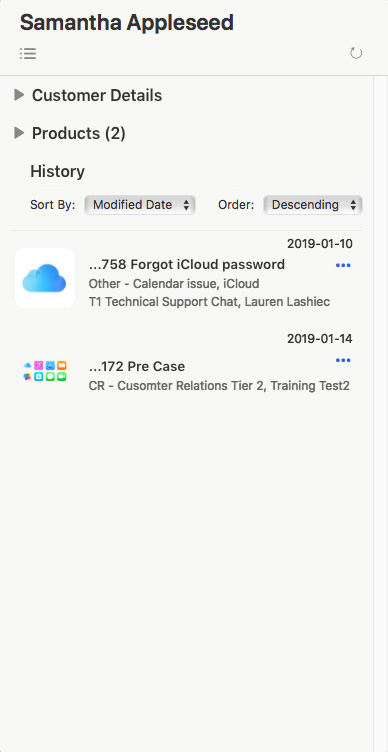 Samantha Appleseed
Customer Details
Products (2)
History
Sort By: Modified Date Order: Descending
2019-01-10
...758 Forgot iCloud password
Other - Calendar issue, iCloud
T1 Technical Support Chat, Lauren Lashiec
2019-01-14
...172 Pre Case
CR - Cusomter Relations Tier 2, Training Test2